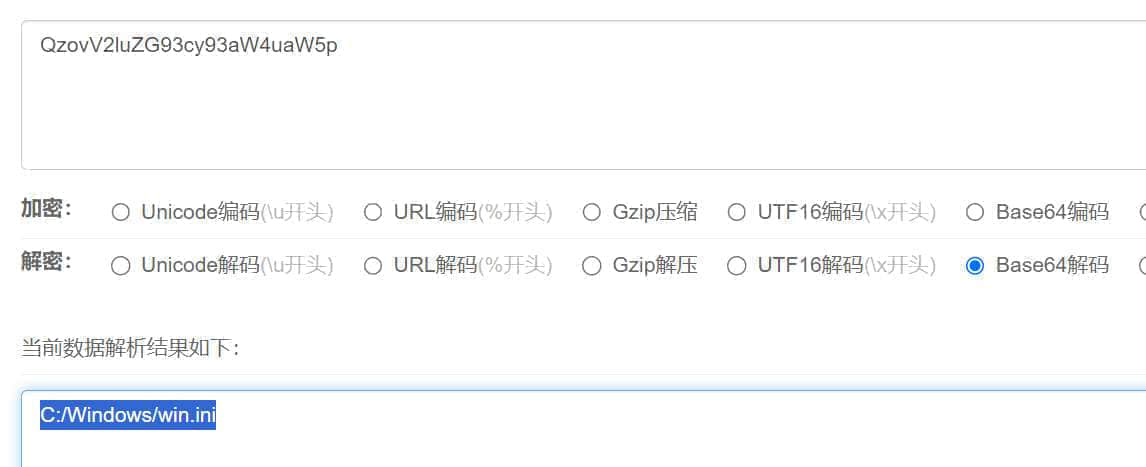 QzovV2luZG93cy93aW4uaW5p
加密： Unicode编码(\u开头) URL编码(%开头) Gzip压缩 UTF16编码(\x开头) Base64编码
解密： Unicode解码(\u开头) URL解码(%开头) Gzip解压 UTF16解码(\x开头) Base64解码
当前数据解析结果如下：
C:/Windows/win.ini